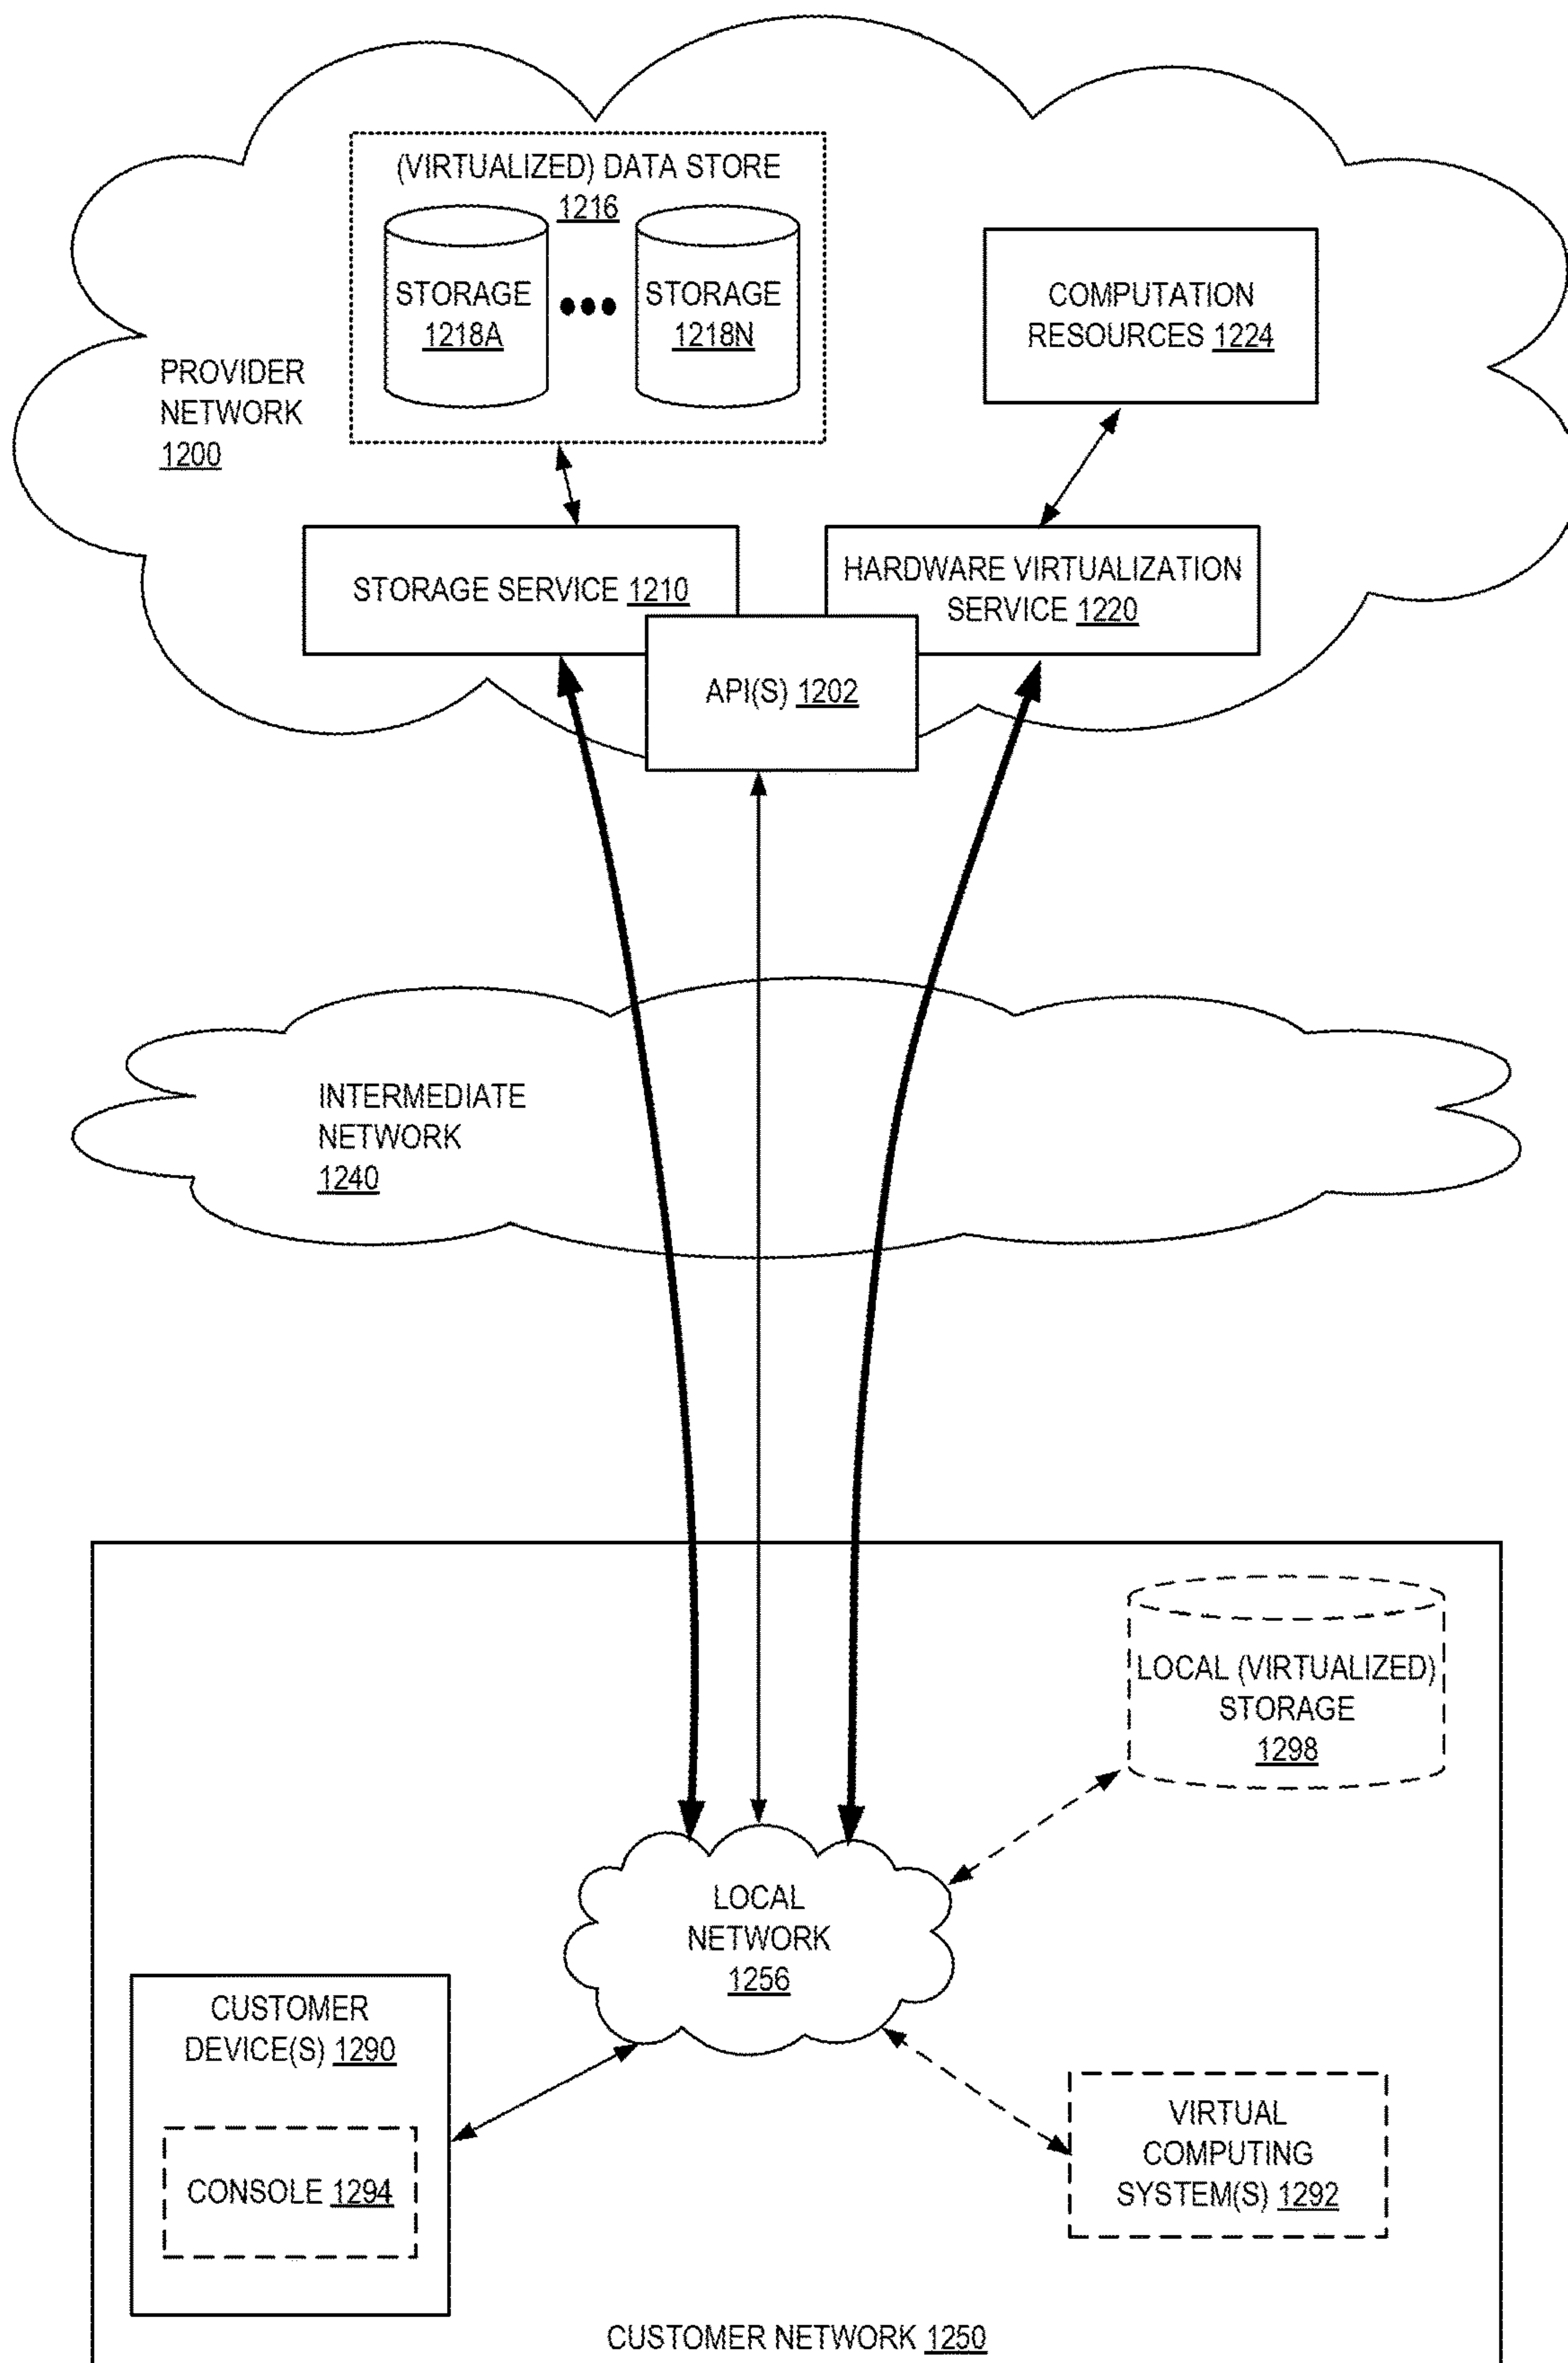 (VIRTUALIZED) DATA STORE
1216
STORAGE
1218A
STORAGE
1218N
COMPUTATION
RESOURCES 1224
PROVIDER
NETWORK
1200
STORAGE SERVICE 1210
HARDWARE VIRTUALIZATION
SERVICE 1220
API(S) 1202
INTERMEDIATE
NETWORK
1240
LOCAL (VIRTUALIZED)
STORAGE
1298
LOCAL
NETWORK
1256
CUSTOMER
DEVICE(S) 1290
CONSOLE 1294
VIRTUAL
COMPUTING
SYSTEM(S) 1292
CUSTOMER NETWORK 1250